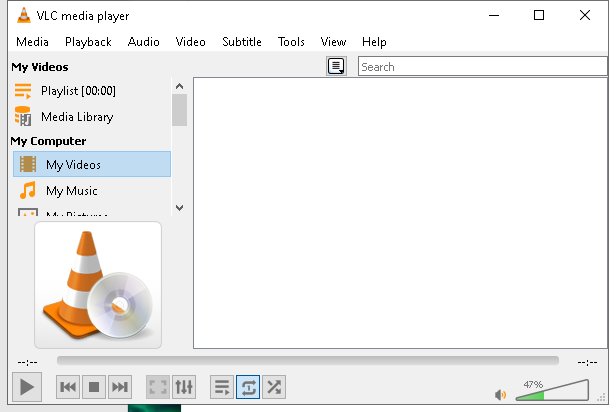 VLC media player
Media Playback Audio Video Subtitle Tools View Help
My Videos
Search
Playlist [00:00]
Media Library
My Computer
My Videos
My Music
My Pictures
--:-- --:--
47%